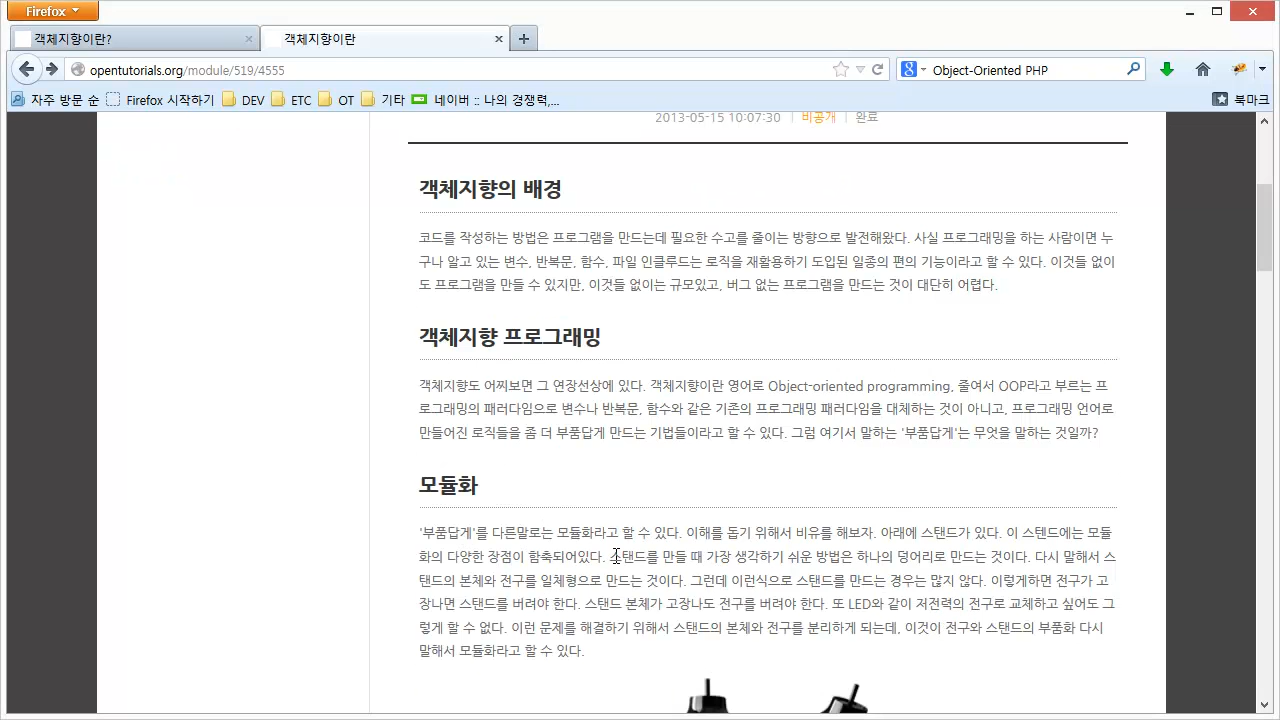 Firefox
객체지향이란?
객체지향이란
opentutorials.org/module/519/4555
Object-Oriented PHP
자주 방문 순
Firefox 시작하기
DEV
ETC
OT
기타
네이버 :: 나의 경쟁력,...
북마크
2013-05-15 10:07:30 | 비공개 | 완료
객체지향의 배경
코드를 작성하는 방법은 프로그램을 만드는데 필요한 수고를 줄이는 방향으로 발전해왔다. 사실 프로그래밍을 하는 사람이면 누
구나 알고 있는 변수, 반복문, 함수, 파일 인클루드는 로직을 재활용하기 도입된 일종의 편의 기능이라고 할 수 있다. 이것들 없이
도 프로그램을 만들 수 있지만, 이것들 없이는 규모있고, 버그 없는 프로그램을 만드는 것이 대단히 어렵다.
객체지향 프로그래밍
객체지향도 어찌보면 그 연장선상에 있다. 객체지향이란 영어로 Object-oriented programming, 줄여서 OOP라고 부르는 프
로그래밍의 패러다임으로 변수나 반복문, 함수와 같은 기존의 프로그래밍 패러다임을 대체하는 것이 아니고, 프로그래밍 언어로
만들어진 로직들을 좀 더 부품답게 만드는 기법들이라고 할 수 있다. 그럼 여기서 말하는 '부품답게'는 무엇을 말하는 것일까?
모듈화
'부품답게'를 다른말로는 모듈화라고 할 수 있다. 이해를 돕기 위해서 비유를 해보자. 아래에 스탠드가 있다. 이 스텐드에는 모듈
화의 다양한 장점이 함축되어있다. 스탠드를 만들 때 가장 생각하기 쉬운 방법은 하나의 덩어리로 만드는 것이다. 다시 말해서 스
탠드의 본체와 전구를 일체형으로 만드는 것이다. 그런데 이런식으로 스탠드를 만드는 경우는 많지 않다. 이렇게하면 전구가 고
장나면 스탠드를 버려야 한다. 스탠드 본체가 고장나도 전구를 버려야 한다. 또 LED와 같이 저전력의 전구로 교체하고 싶어도 그
렇게 할 수 없다. 이런 문제를 해결하기 위해서 스탠드의 본체와 전구를 분리하게 되는데, 이것이 전구와 스탠드의 부품화 다시
말해서 모듈화라고 할 수 있다.